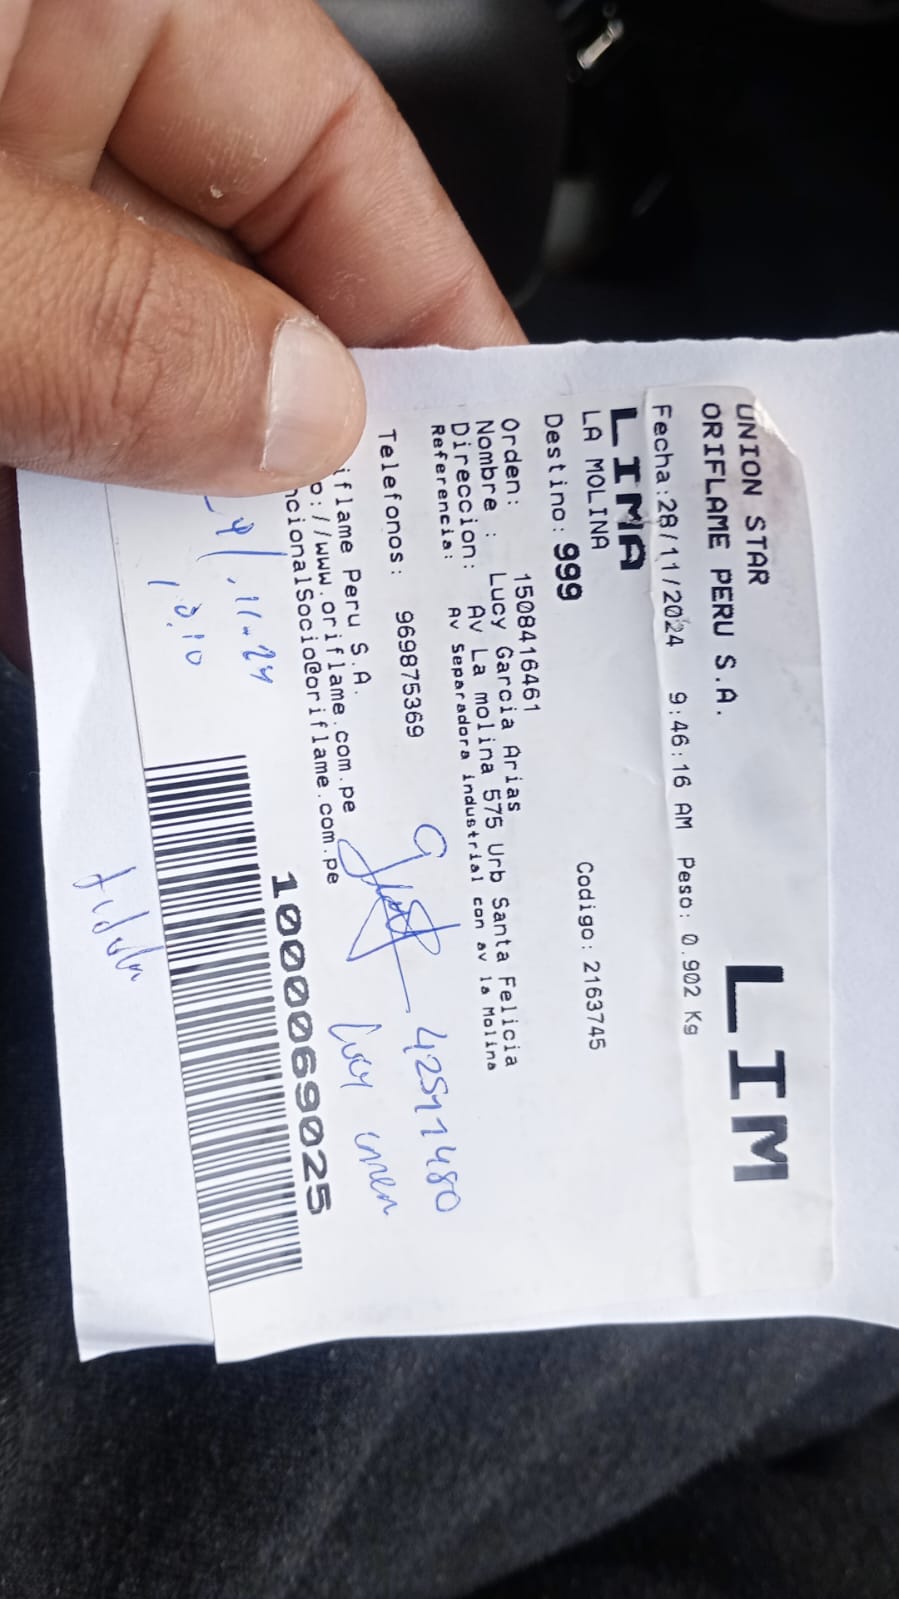 UNION STAR
ORIFLAME PERU S.A.
LIM
Fecha:28/11/2024 9:46:16 AM Peso: 0.902 Kg
LIMA
LA MOLINA
Codigo: 2163745
Destino: 999
Orden: 1508416461
Nombre : Lucy Garcia Arias
Direccion: Av La molina 575 Urb Santa Felicia
Referencia: Av Separadora industrial con av la Molina
Telefonos: 969875369
iflame Peru S.A.
p://www.oriflame.com.pe
ncionalSocio@oriflame.com.pe
1000069025